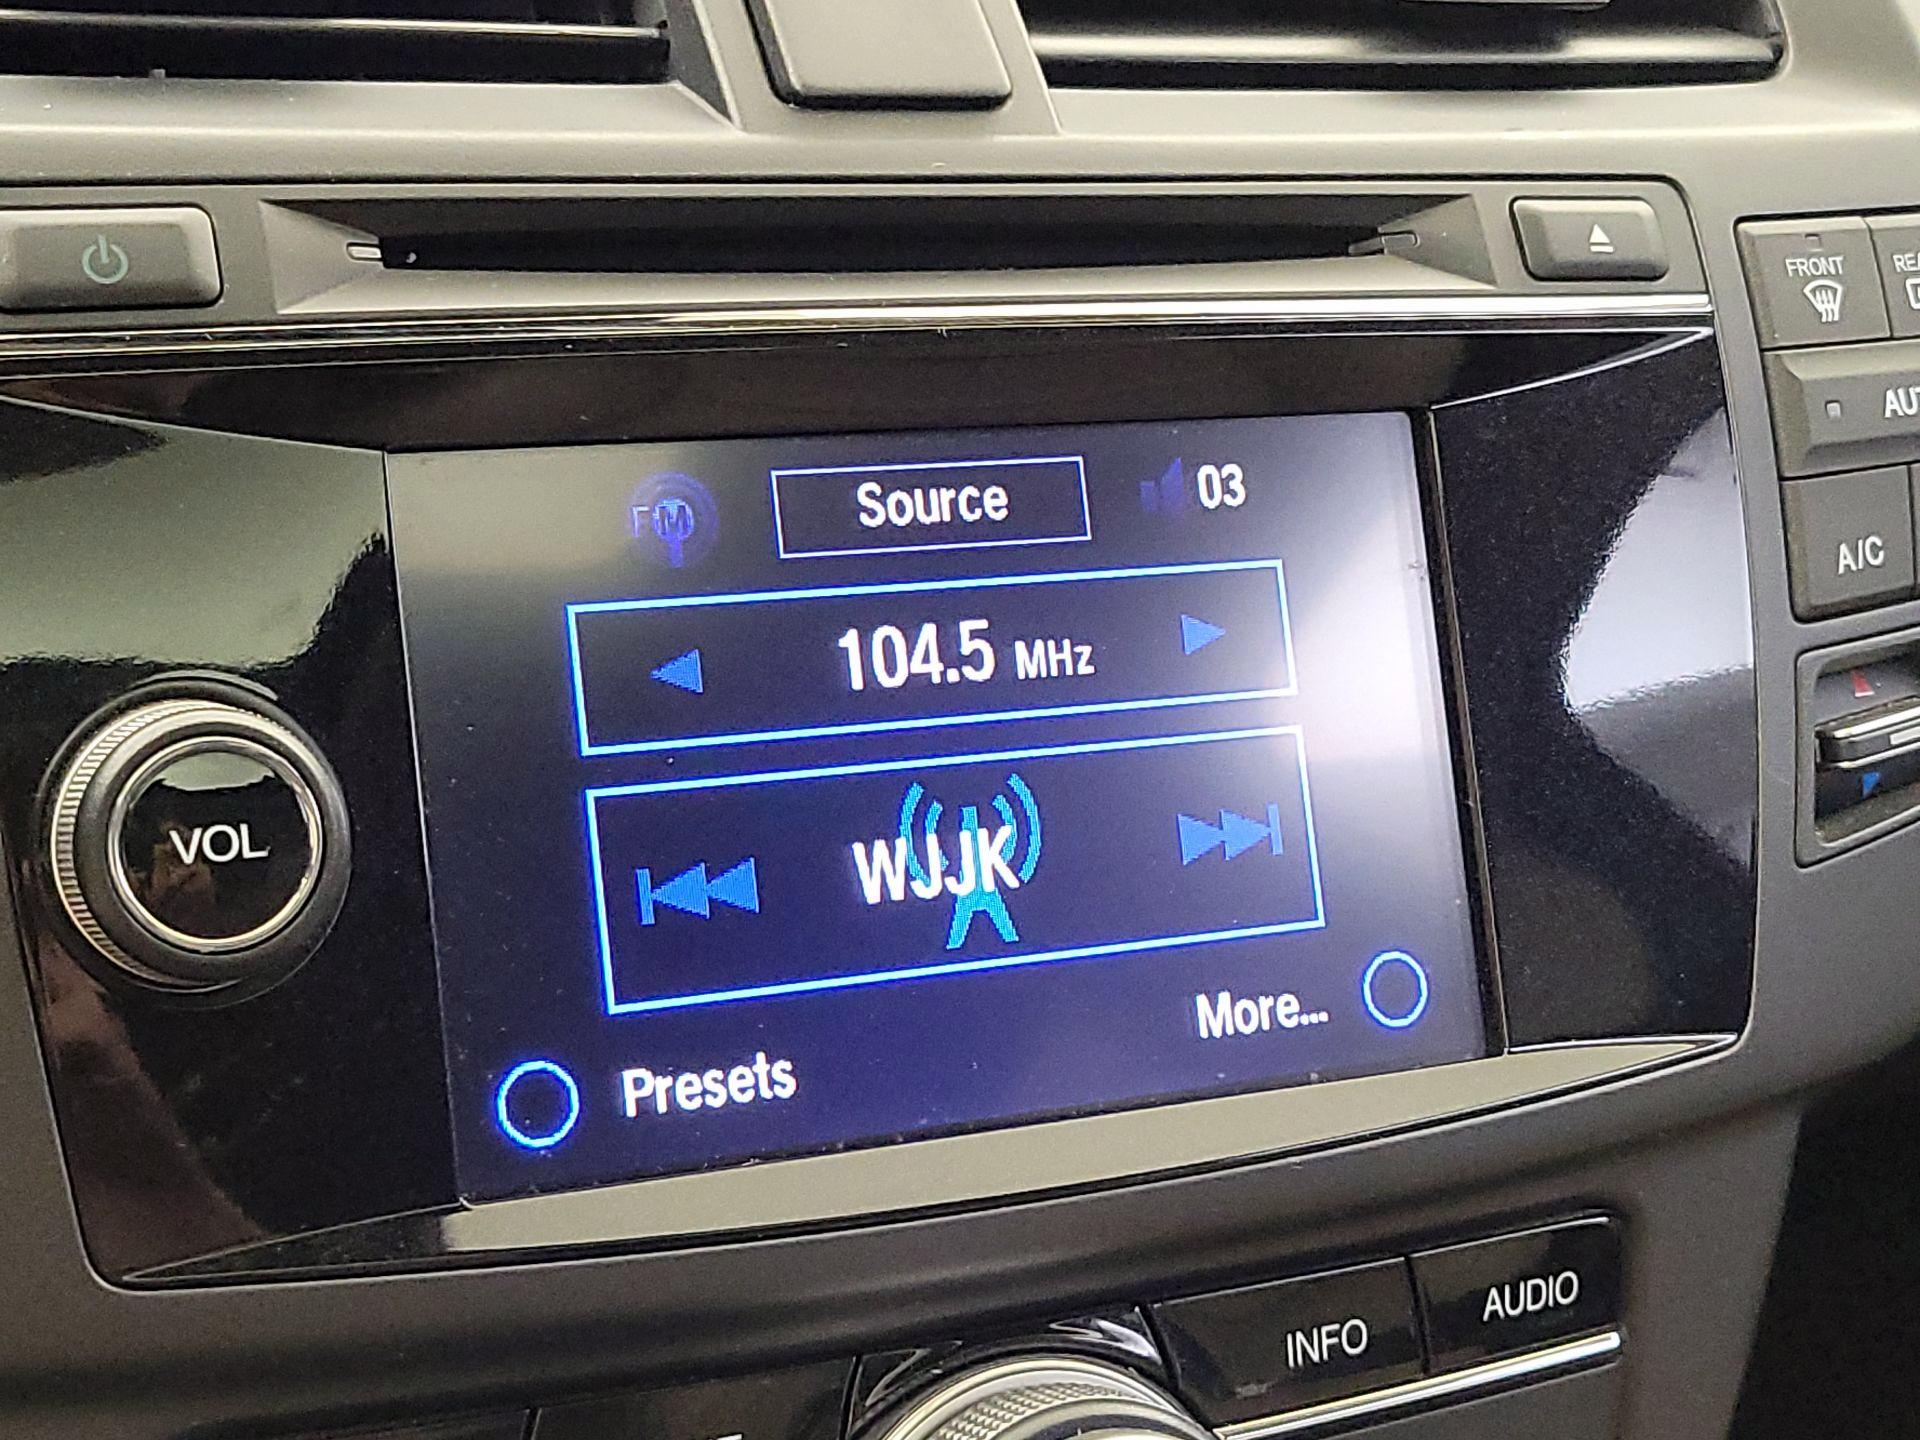 FM
Source
03
104.5 MHz
WJJK
More...
Presets
VOL
FRONT
A/C
INFO
AUDIO